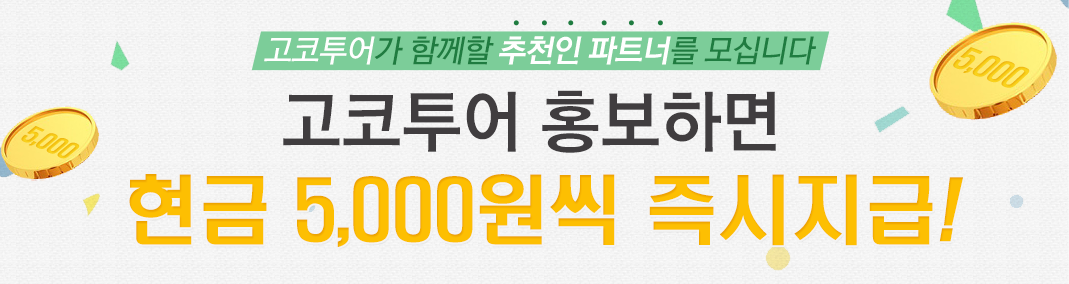 고코투어가 함께할 추천인 파트너를 모십니다
고코투어 홍보하면
현금 5,000원씩 즉시지급!
5,000
5,000